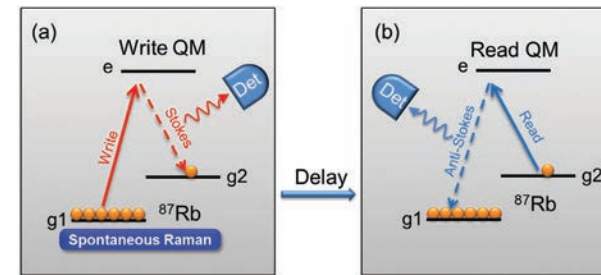 (a)
Write QM
e
Write
Stokes
Det
g2
g1
⁸⁷Rb
Spontaneous Raman
Delay
(b)
Read QM
e
Det
Anti-Stokes
Read
g2
g1
⁸⁷Rb